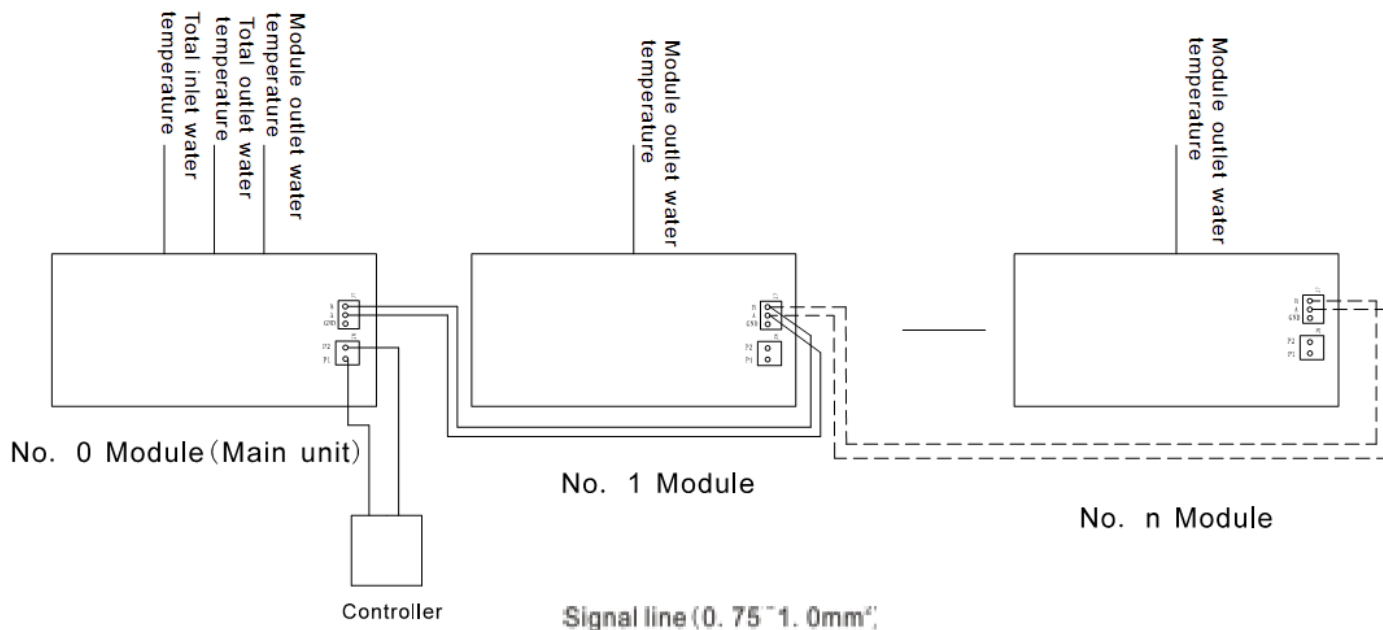 Total inlet water
temperature
Total outlet water
temperature
Module outlet water
temperature
Module outlet water
temperature
Module outlet water
temperature
B
A
GND
P2
P1
B
A
GND
P2
P1
B
A
GND
P2
P1
No. 0 Module(Main unit)
No. 1 Module
No. n Module
Controller
Signal line(0. 75~1. 0mm²)